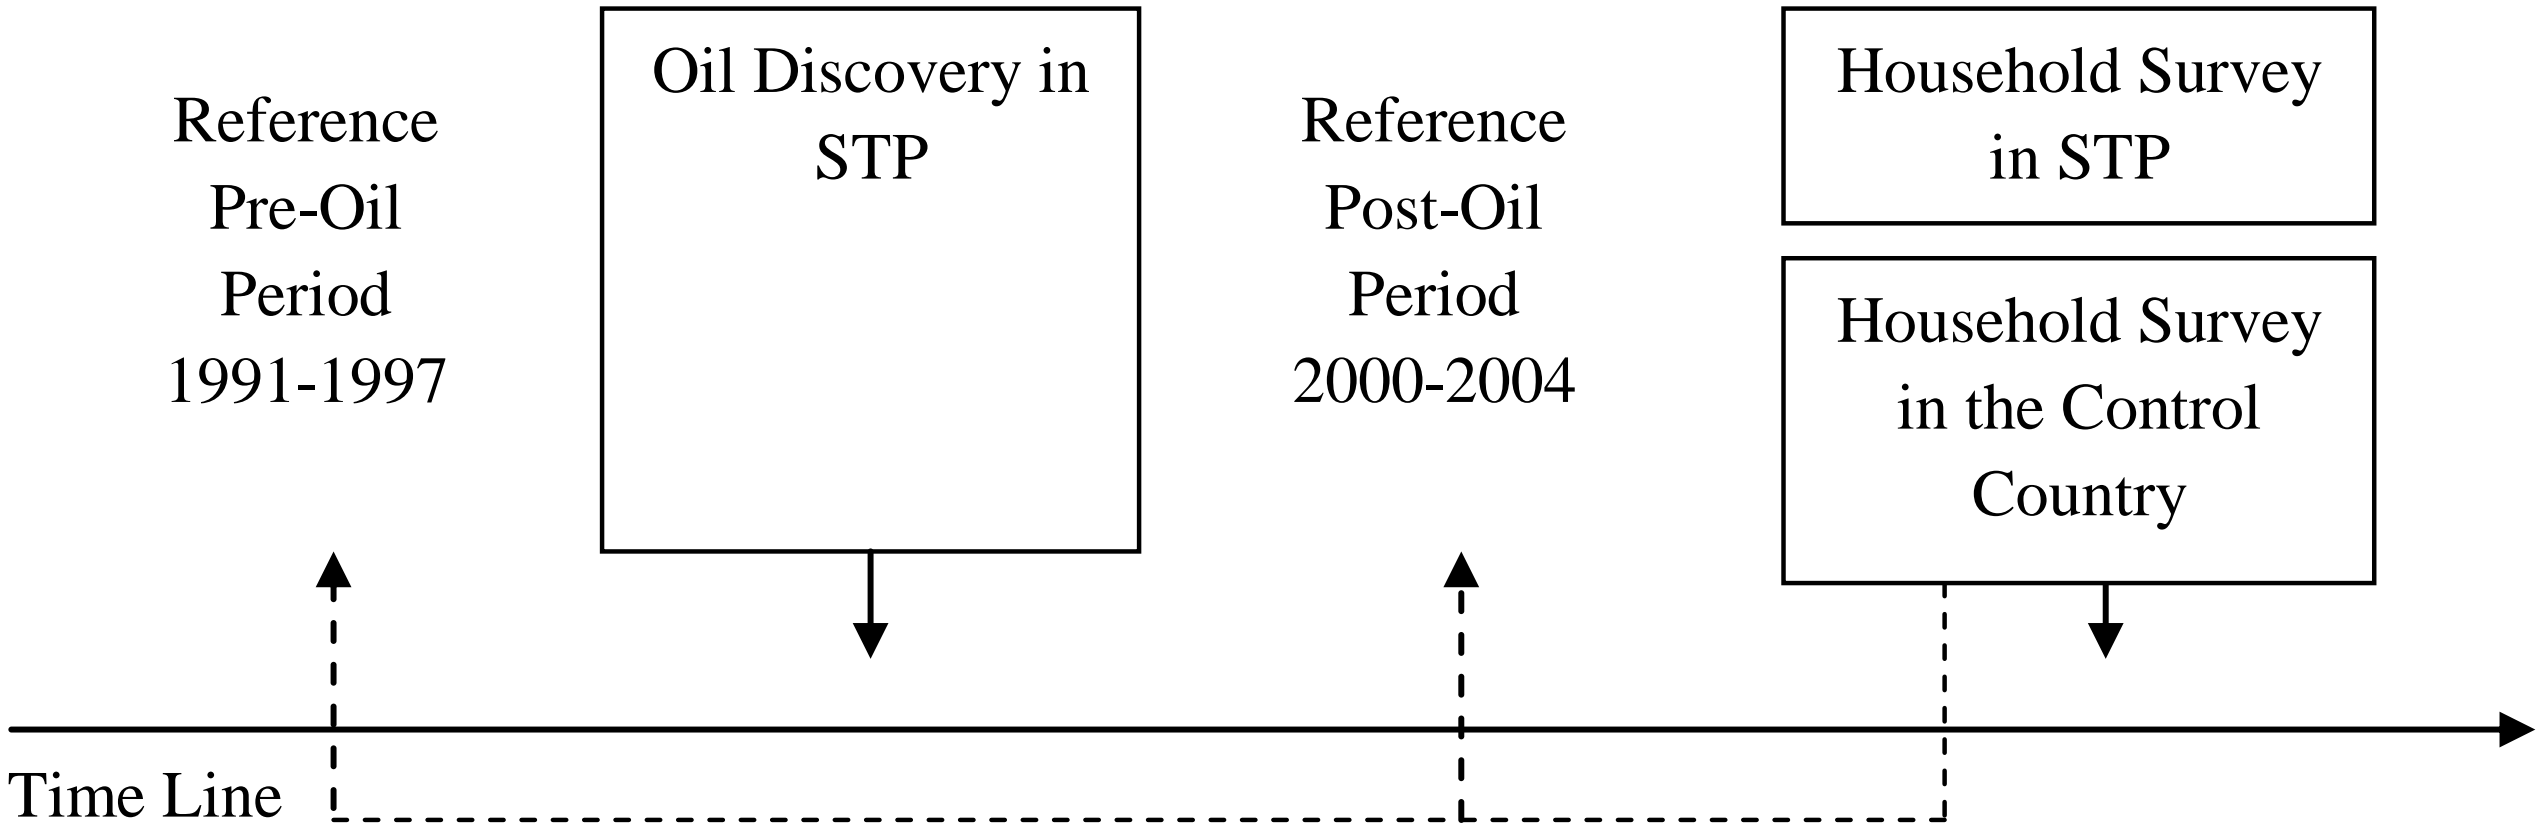 Reference
Pre-Oil
Period
1991-1997
Oil Discovery in
STP
Reference
Post-Oil
Period
2000-2004
Household Survey
in STP
Household Survey
in the Control
Country
Time Line